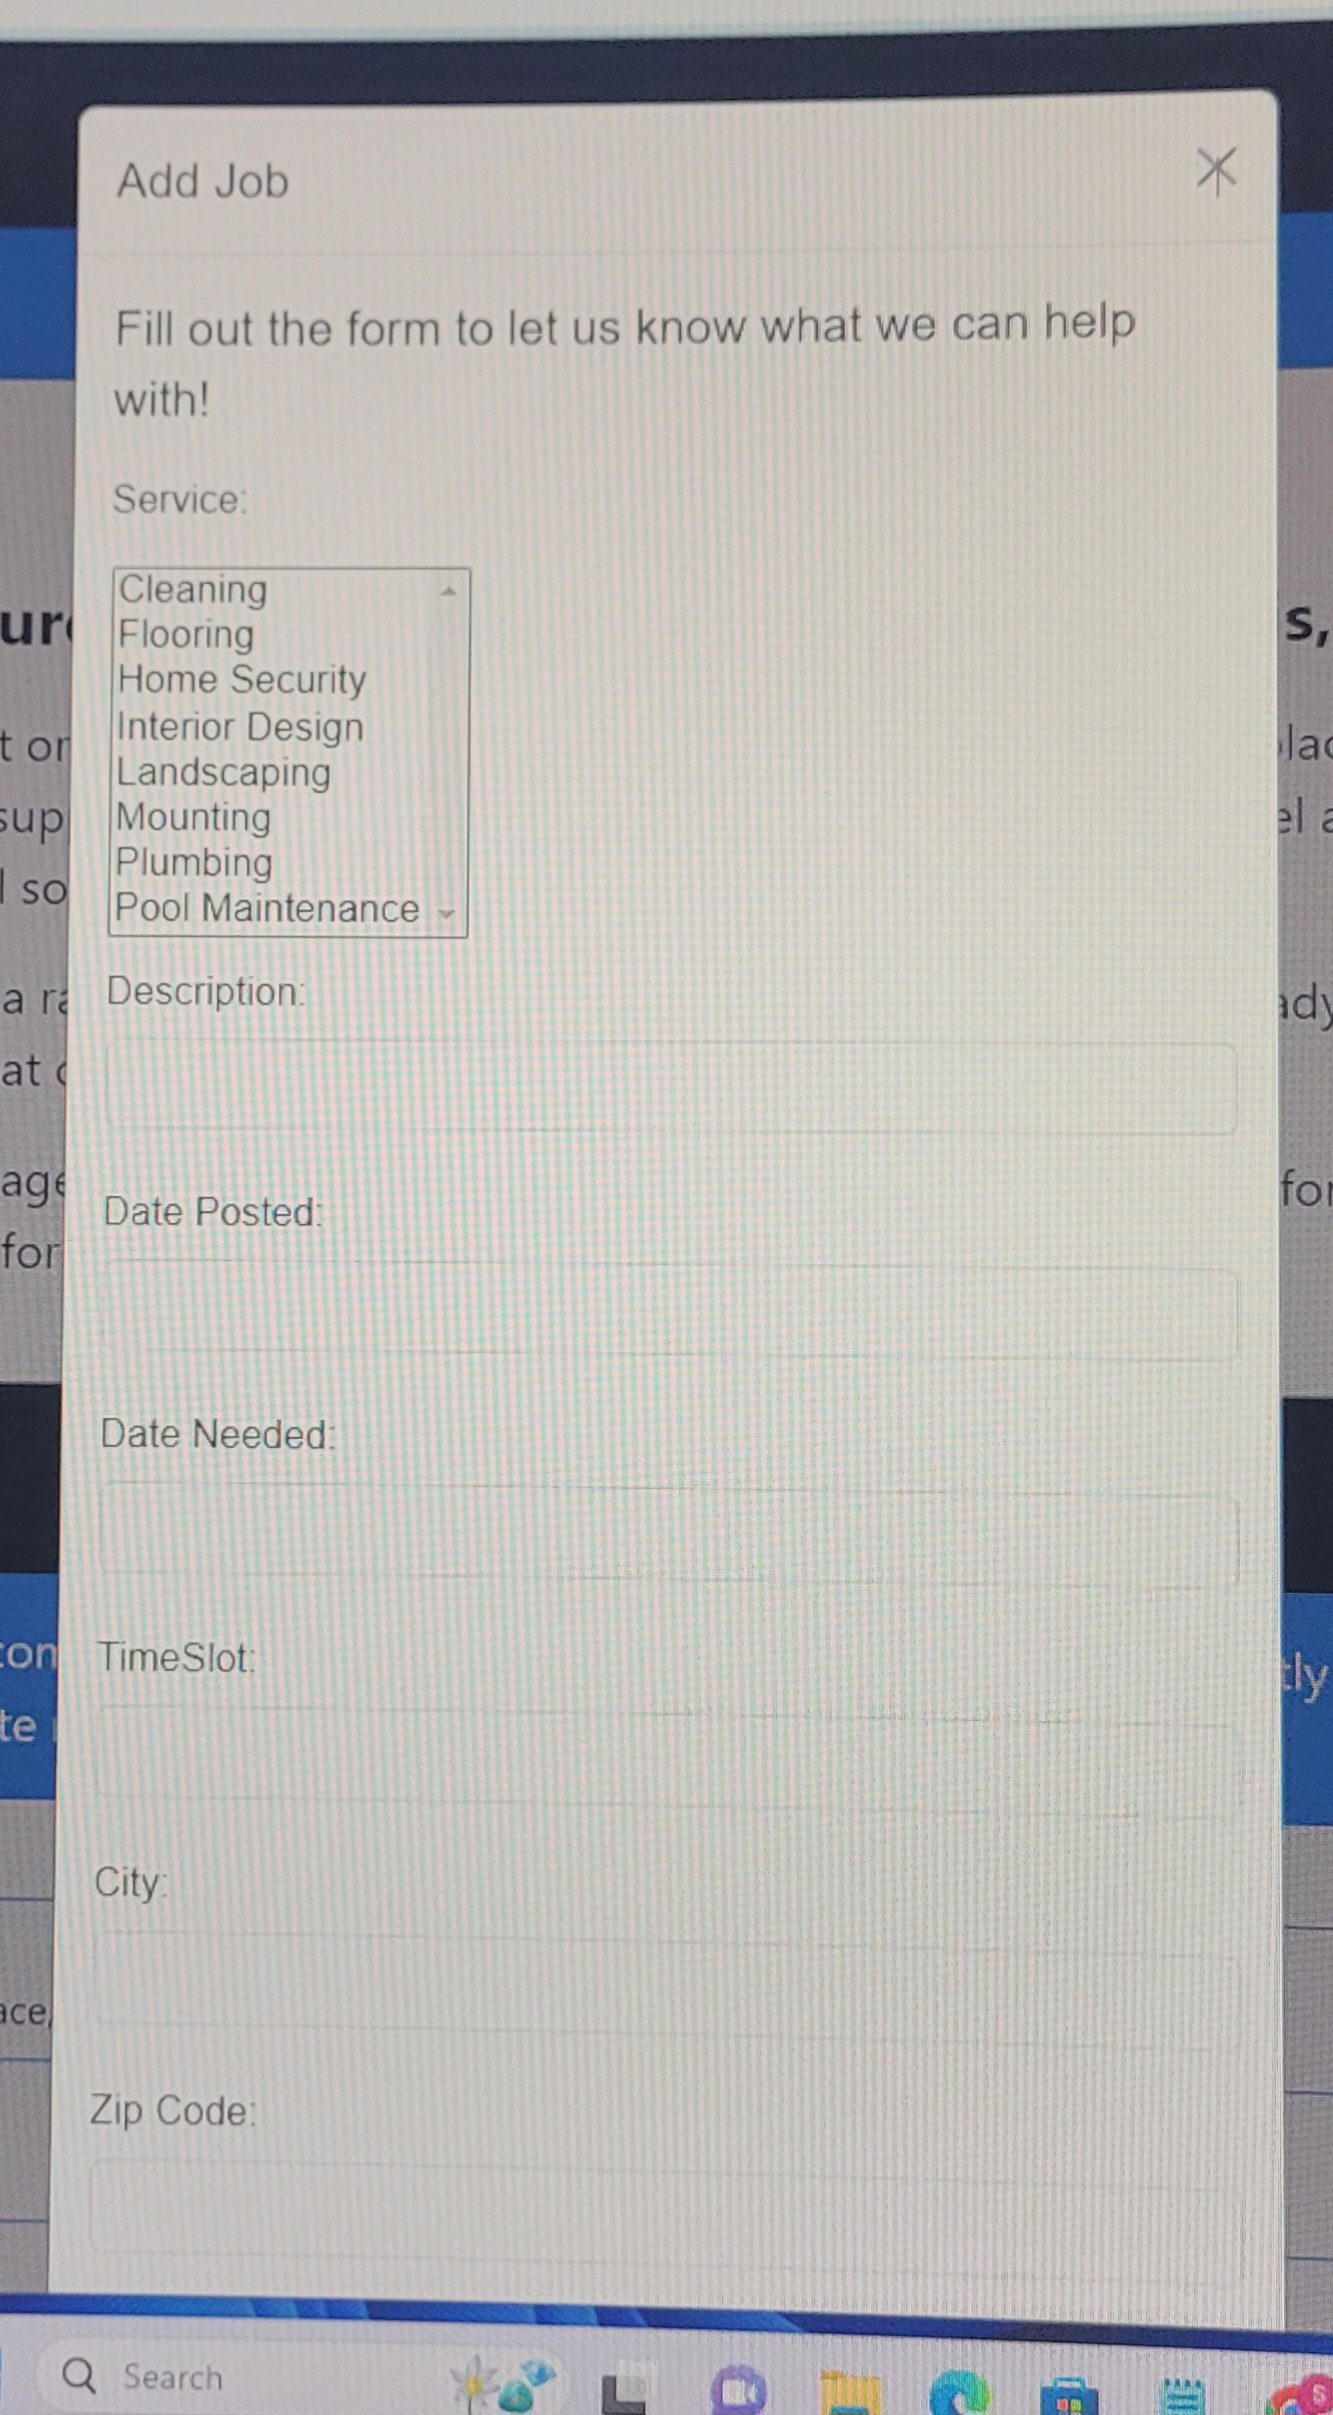 Add Job
Fill out the form to let us know what we can help
with!
Service:
Cleaning
Flooring
Home Security
Interior Design
Landscaping
Mounting
Plumbing
Pool Maintenance
Description:
Date Posted:
Date Needed:
TimeSlot:
City:
Zip Code:
Search